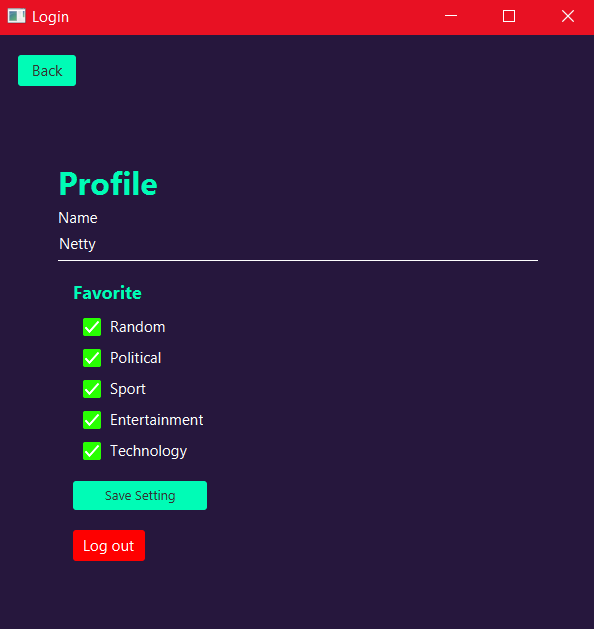 Login
Back
Profile
Name
Netty
Favorite
Random
Political
Sport
Entertainment
Technology
Save Setting
Log out